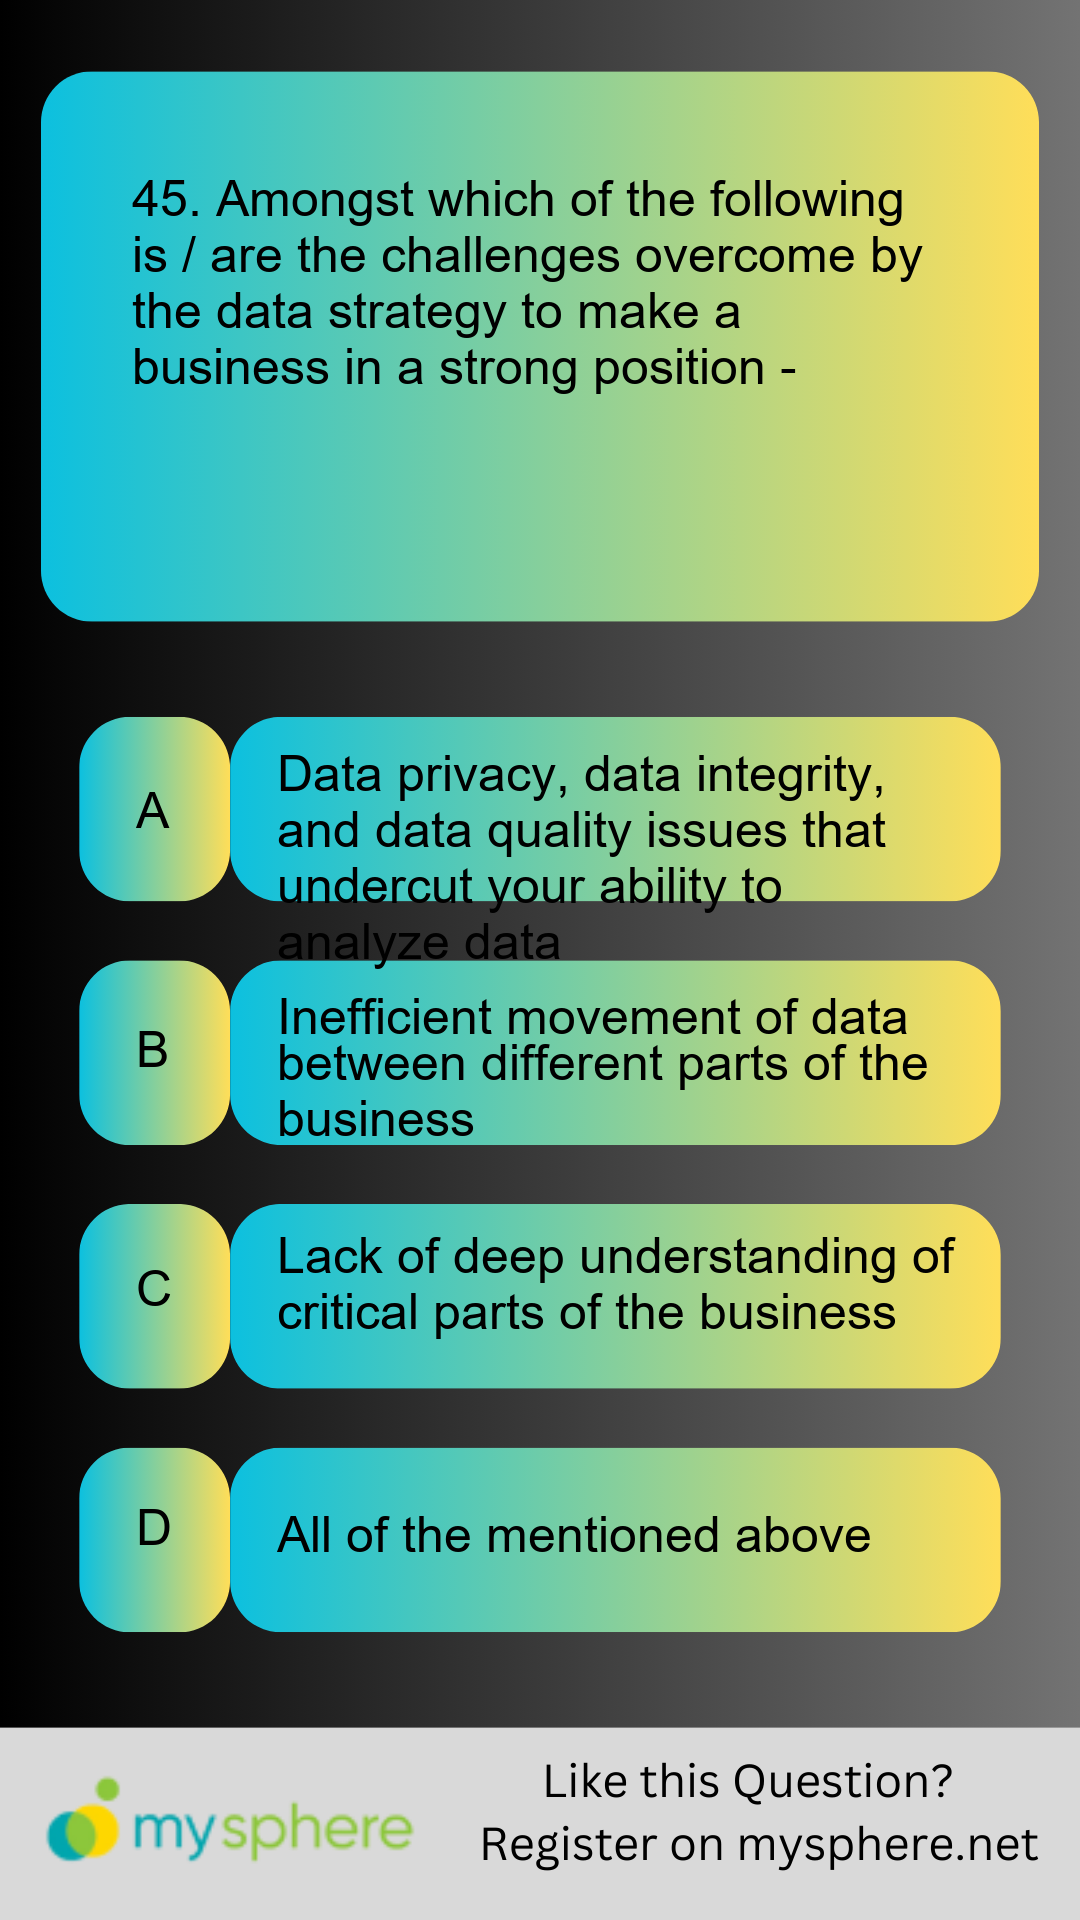 45. Amongst which of the following
is / are the challenges overcome by
the data strategy to make a
business in a strong position -
A
Data privacy, data integrity,
and data quality issues that
undercut your ability to
analyze data
B
Inefficient movement of data
between different parts of the
business
C
Lack of deep understanding of
critical parts of the business
D
All of the mentioned above
mysphere
Like this Question?
Register on mysphere.net